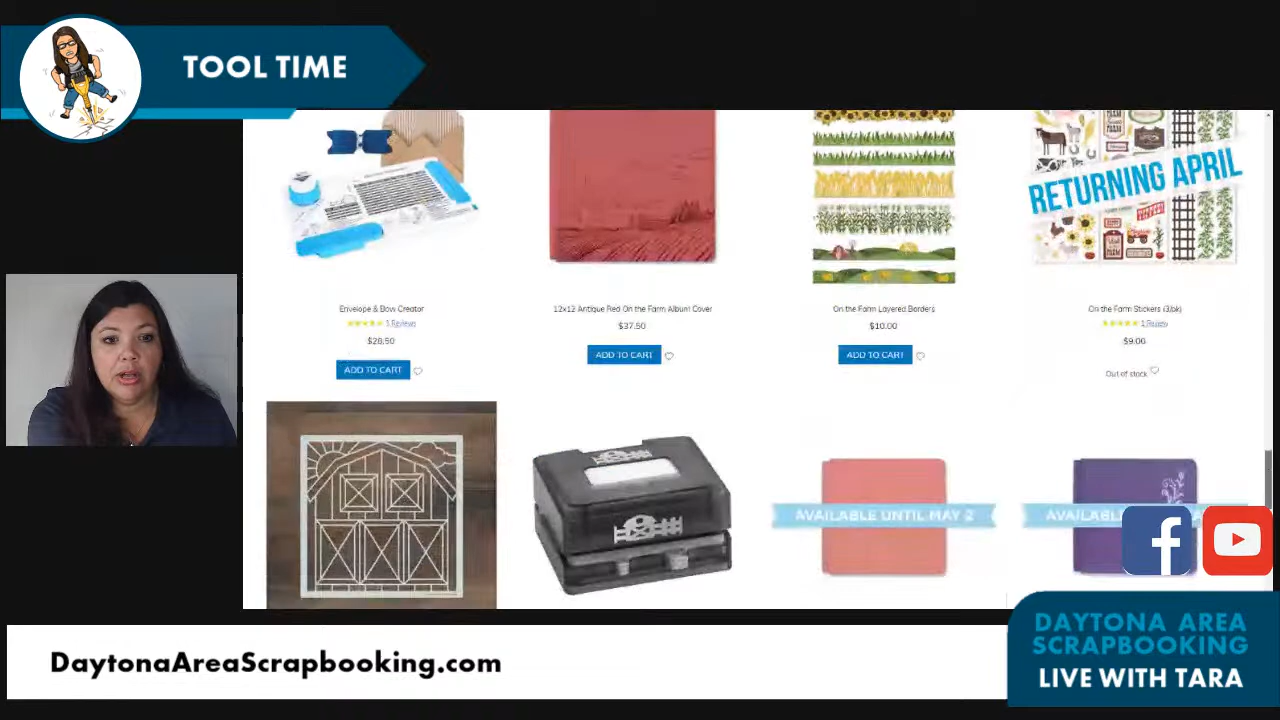 TOOL TIME
RETURNING APRIL
Envelope & Bow Creator
3 Reviews
$28.50
ADD TO CART
12x12 Antique Red On the Farm Album Cover
$37.50
ADD TO CART
On the Farm Layered Borders
$10.00
ADD TO CART
On the Farm Stickers (3/pk)
1 Review
$9.00
Out of stock
AVAILABLE UNTIL MAY 2
AVAILABL
DaytonaAreaScrapbooking.com
DAYTONA AREA
SCRAPBOOKING
LIVE WITH TARA